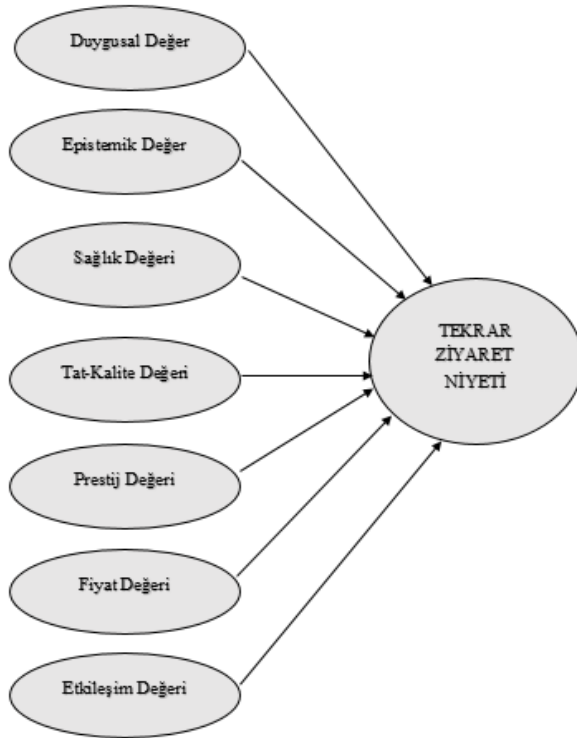 Duygusal Değer
Epistemik Değer
Sağlık Değeri
Tat-Kalite Değeri
Prestij Değeri
Fiyat Değeri
Etkileşim Değeri
TEKRAR
ZİYARET
NİYETİ